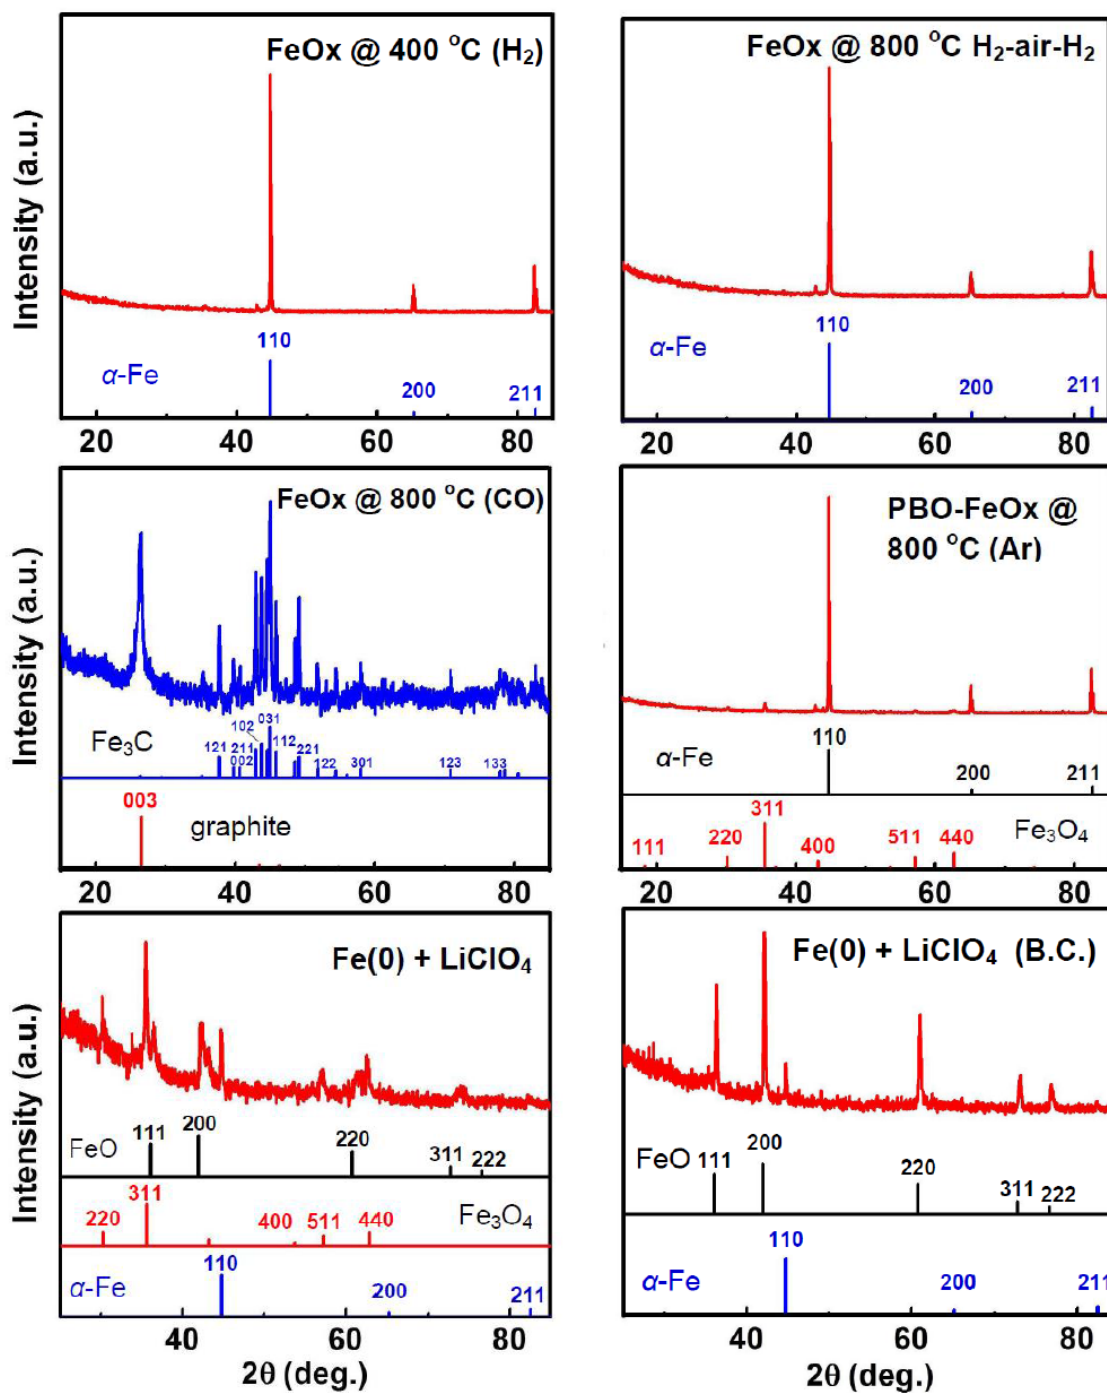 FeOx @ 400 °C (H₂)
Intensity (a.u.)
110
α-Fe
200
211
20 40 60 80
FeOx @ 800 °C H₂-air-H₂
110
α-Fe
200
211
20 40 60 80
FeOx @ 800 °C (CO)
Intensity (a.u.)
031
102
Fe₃C
121 211 112 221
002 122 301 123 133
003
graphite
20 40 60 80
PBO-FeOx @
800 °C (Ar)
110
α-Fe
200
211
311
Fe₃O₄
111 220 400 511 440
20 40 60 80
Fe(0) + LiClO₄
Intensity (a.u.)
FeO
111 200 220 311 222
311
Fe₃O₄
220 400 511 440
110
α-Fe
200
211
40 60 80
2θ (deg.)
Fe(0) + LiClO₄ (B.C.)
FeO
111 200 220 311 222
110
α-Fe
200
211
40 60 80
2θ (deg.)